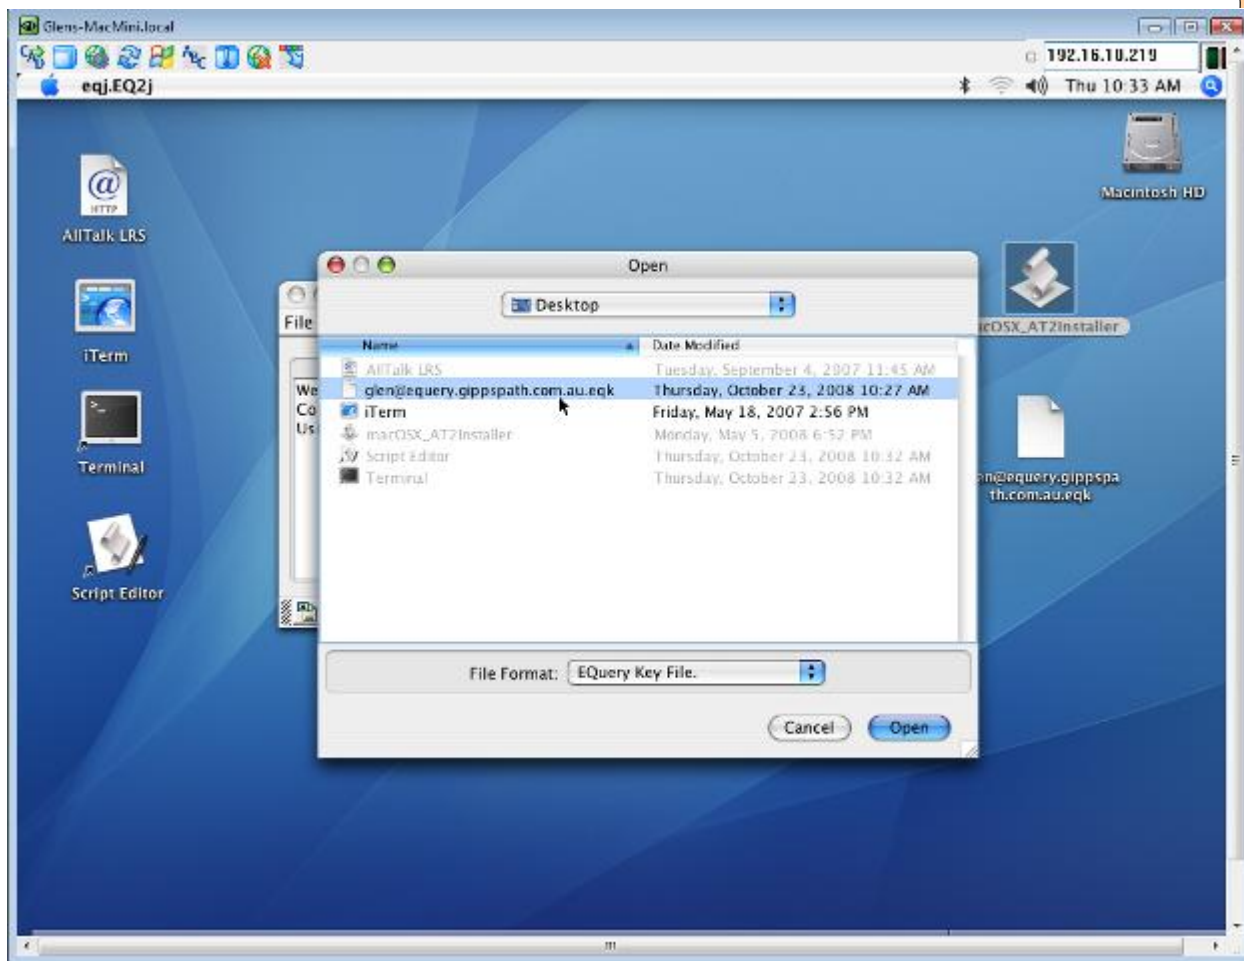 Glens-MacMini.local
192.16.10.219
eqj.EQ2j
Thu 10:33 AM
@
HTTP
AllTalk LRS
Macintosh HD
iTerm
Terminal
Script Editor
File
We
Co
Us
Open
Desktop
Name Date Modified
AllTalk LRS Tuesday, September 4, 2007 11:45 AM
glen@equery.gippspath.com.au.eqk Thursday, October 23, 2008 10:27 AM
iTerm Friday, May 18, 2007 2:56 PM
macOSX_AT2Installer Monday, May 5, 2008 6:52 PM
Script Editor Thursday, October 23, 2008 10:32 AM
Terminal Thursday, October 23, 2008 10:32 AM
File Format: EQuery Key File.
Cancel Open
cOSX_AT2Installer
en@equery.gippspa
th.com.au.eqk